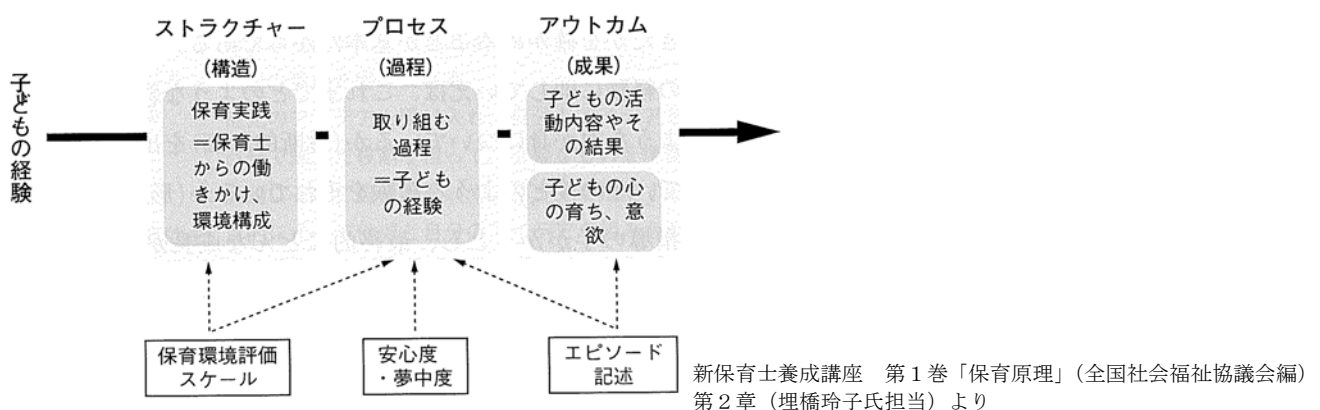 ストラクチャー
(構造)
プロセス
(過程)
アウトカム
(成果)
子どもの経験
保育実践
＝保育士
からの働
きかけ、
環境構成
取り組む
過程
＝子ども
の経験
子どもの活
動内容やそ
の結果
子どもの心
の育ち、意
欲
保育環境評価
スケール
安心度
・夢中度
エピソード
記述
新保育士養成講座　第１巻「保育原理」（全国社会福祉協議会編）
第２章（埋橋玲子氏担当）より